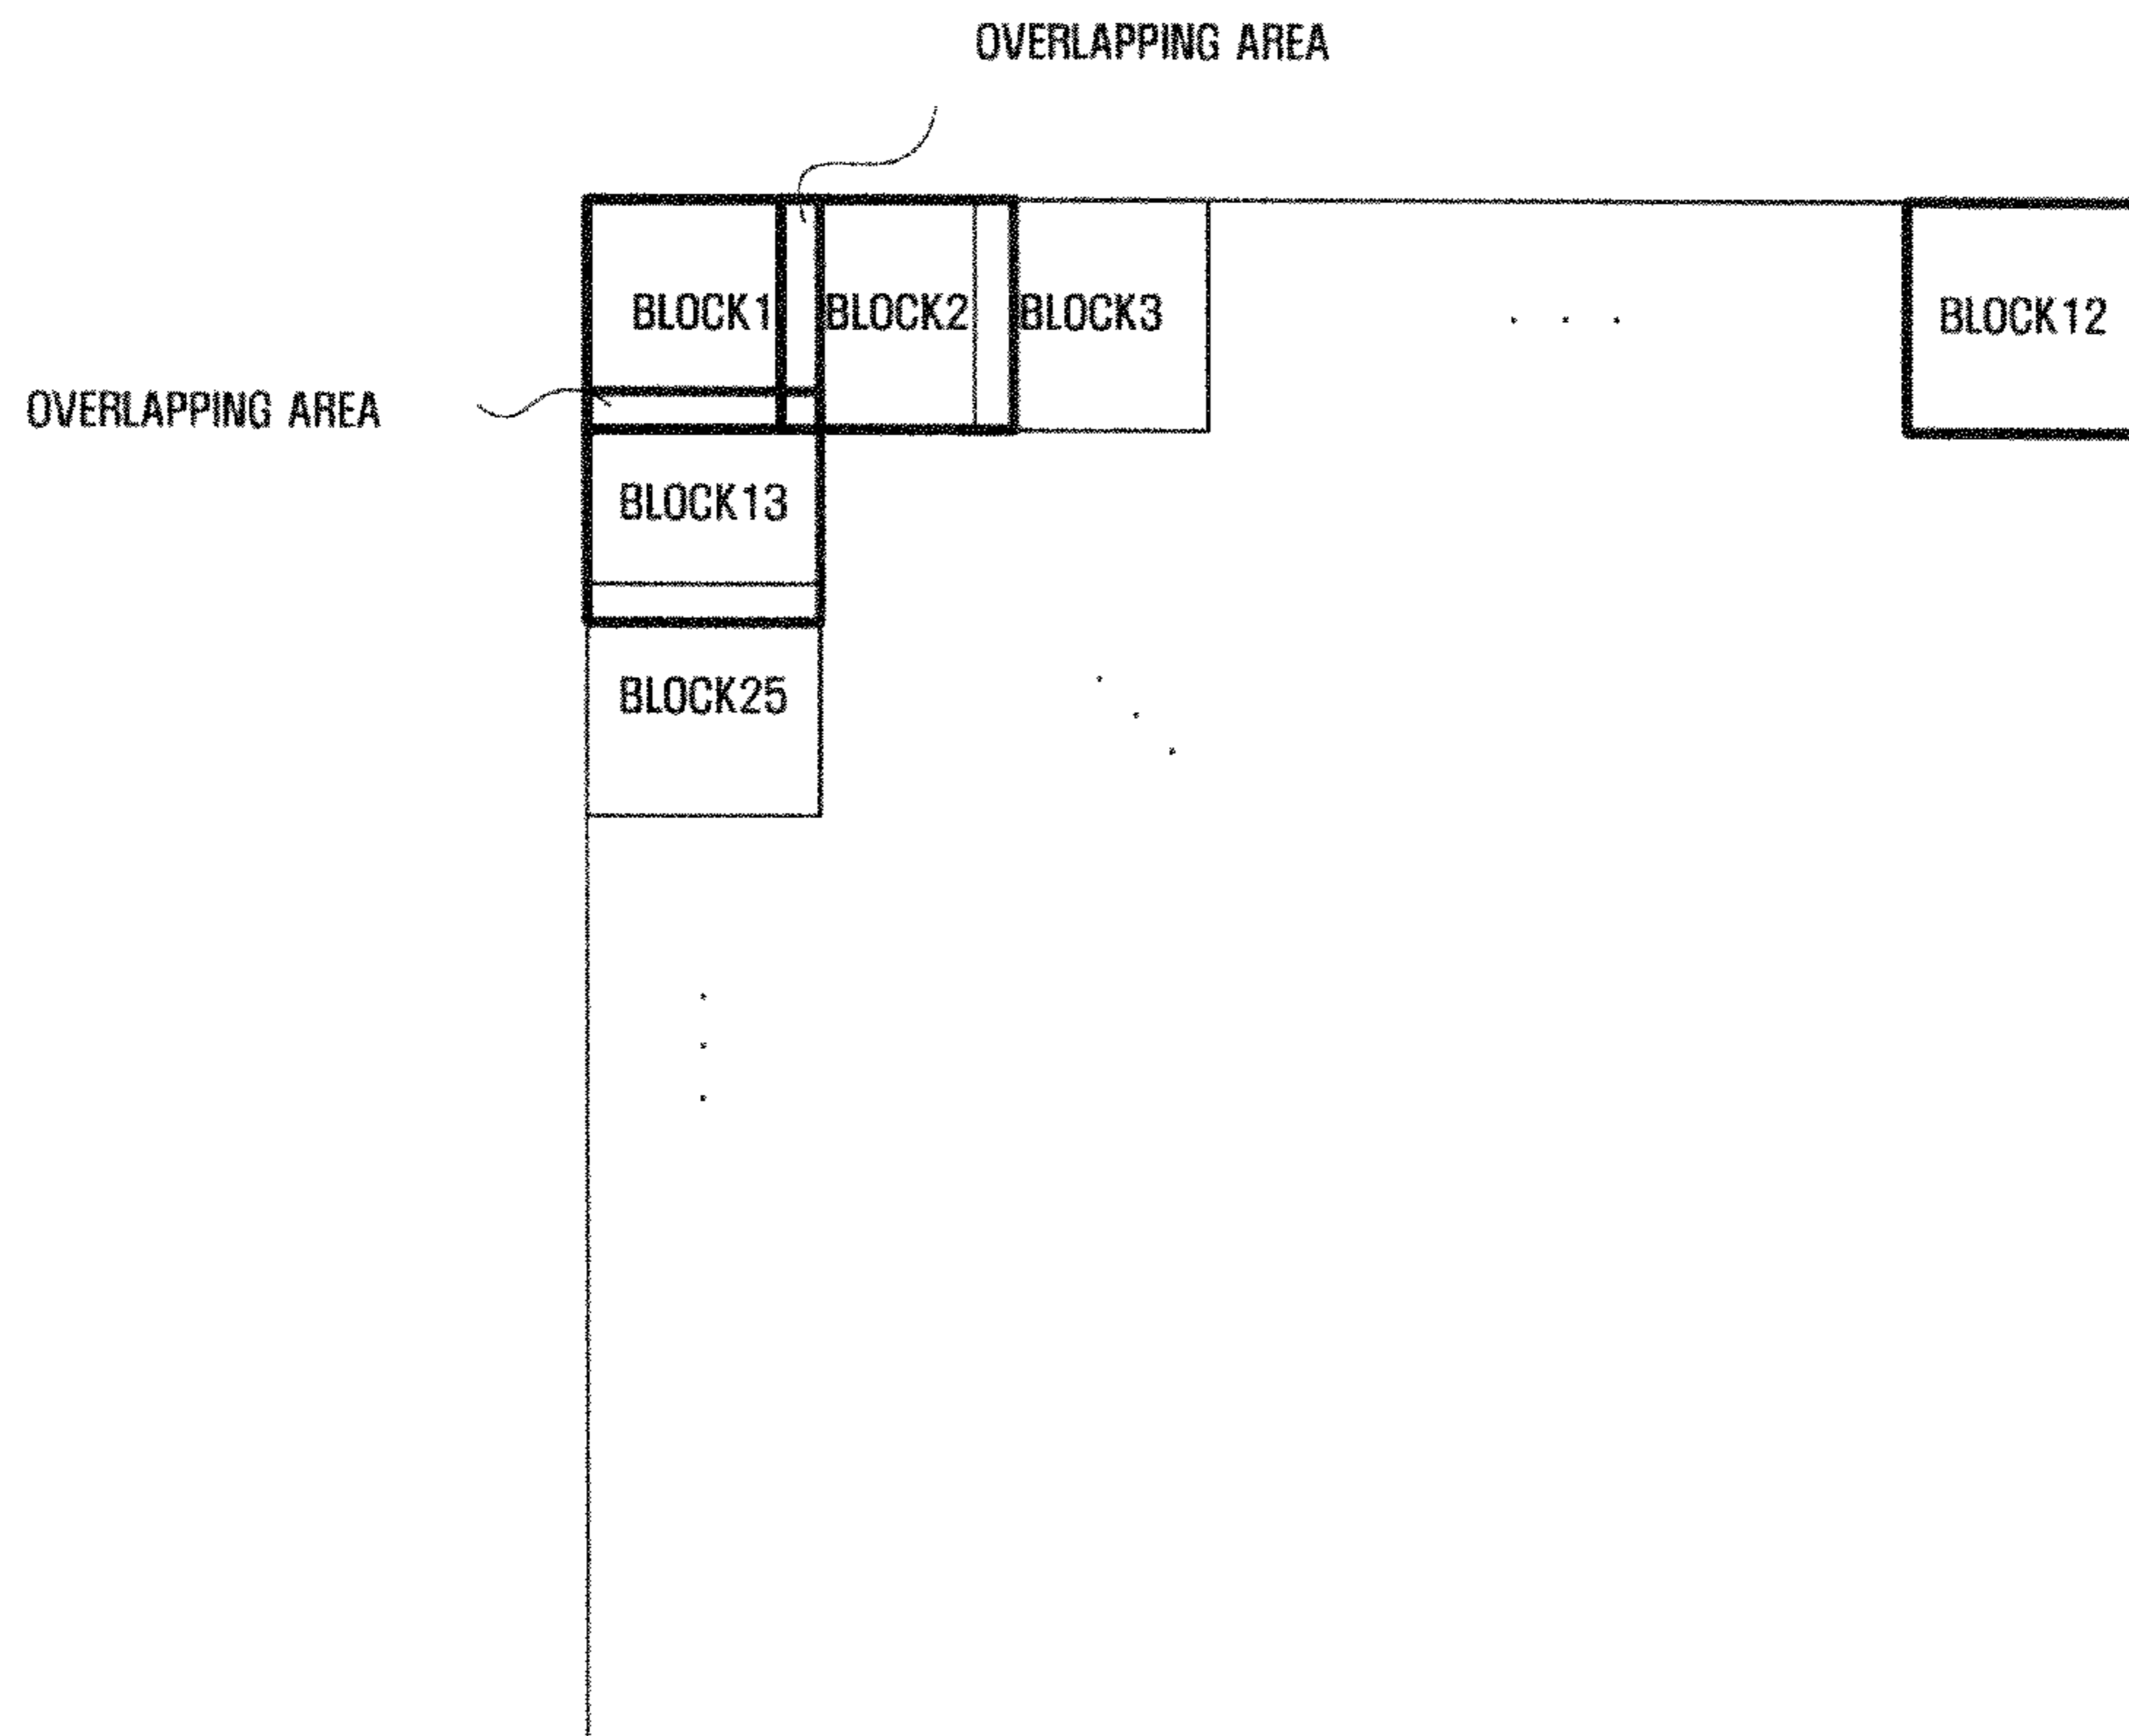 OVERLAPPING AREA
BLOCK1
BLOCK2
BLOCK3
. . .
BLOCK12
OVERLAPPING AREA
BLOCK13
BLOCK25